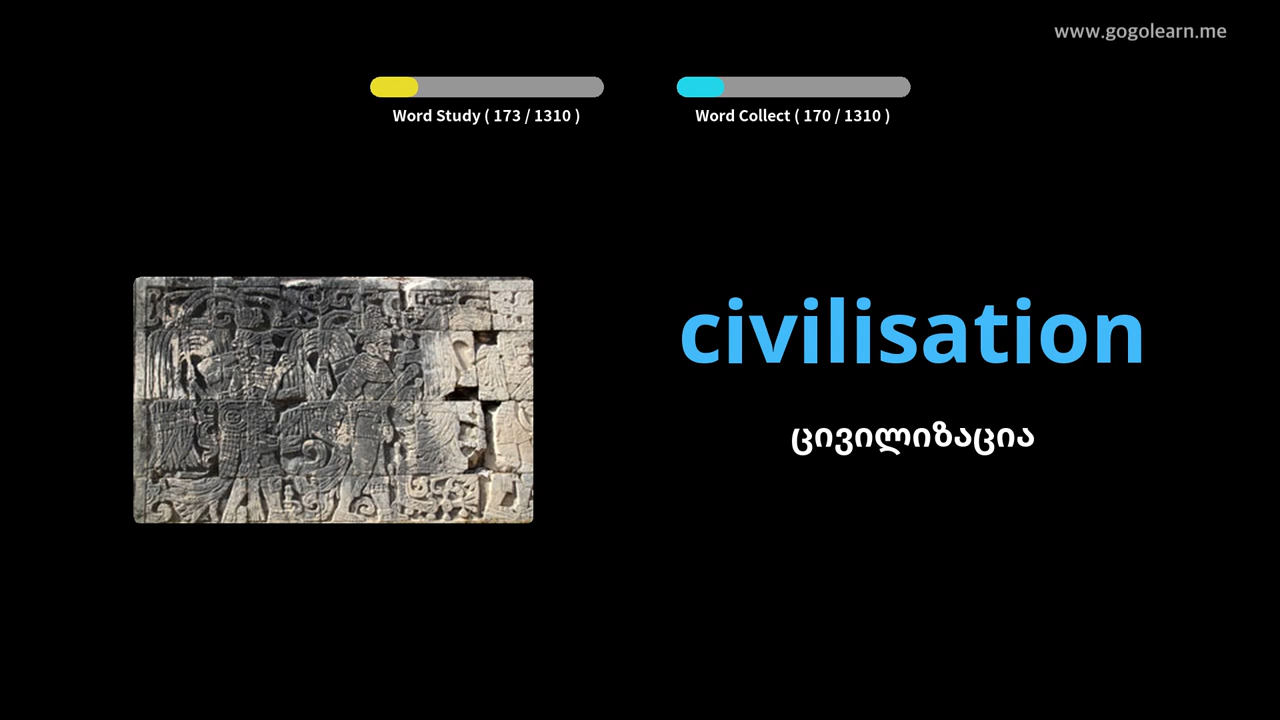 www.gogolearn.me
Word Study ( 173 / 1310 )
Word Collect ( 170 / 1310 )
civilisation
ცივილიზაცია